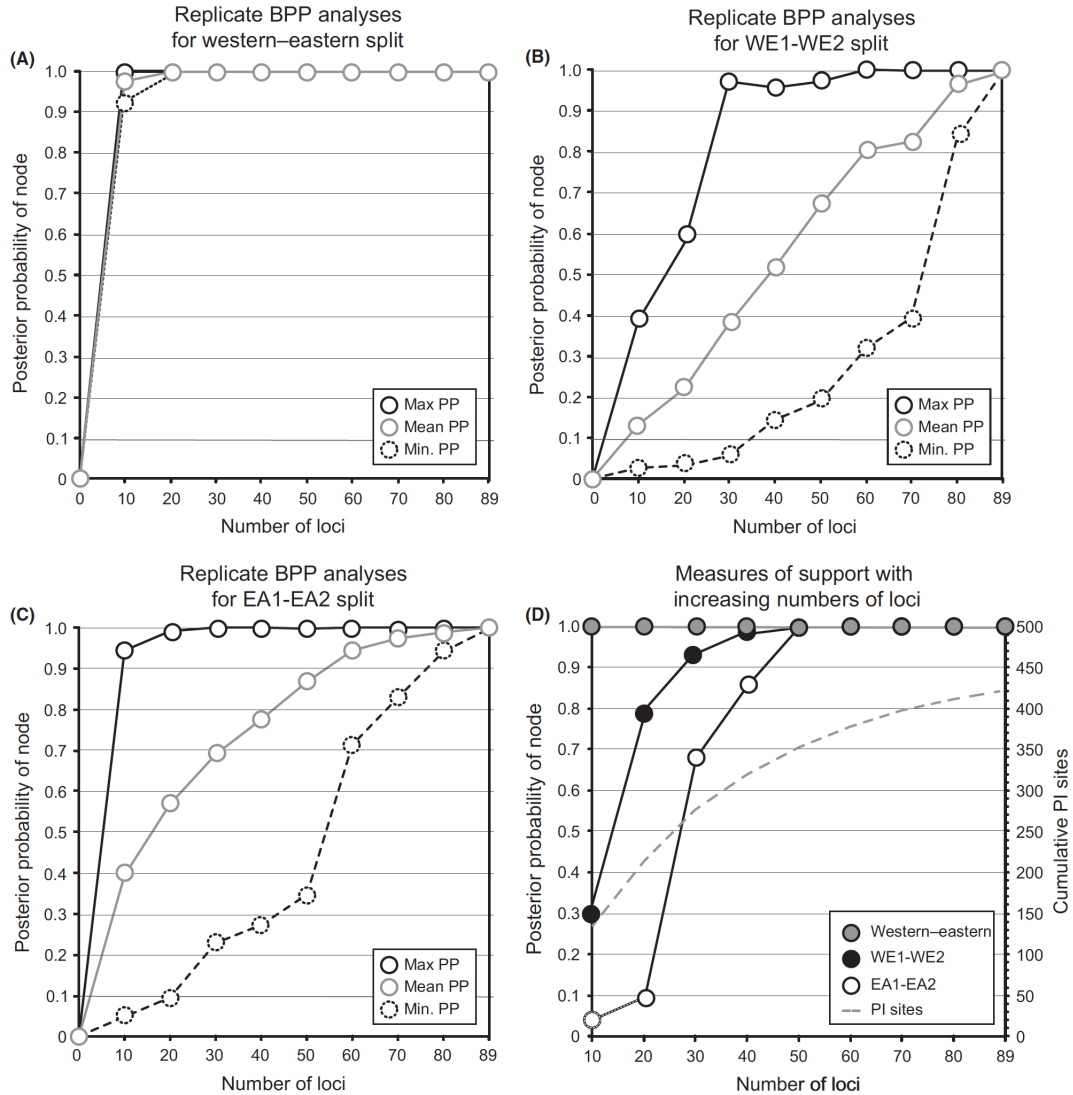 Replicate BPP analyses
for western–eastern split
(A)
1.0
0.9
0.8
0.7
0.6
0.5
0.4
0.3
0.2
0.1
0
Posterior probability of node
Max PP
Mean PP
Min. PP
0 10 20 30 40 50 60 70 80 89
Number of loci
Replicate BPP analyses
for WE1-WE2 split
(B)
1.0
0.9
0.8
0.7
0.6
0.5
0.4
0.3
0.2
0.1
0
Posterior probability of node
Max PP
Mean PP
Min. PP
0 10 20 30 40 50 60 70 80 89
Number of loci
Replicate BPP analyses
for EA1-EA2 split
(C)
1.0
0.9
0.8
0.7
0.6
0.5
0.4
0.3
0.2
0.1
0
Posterior probability of node
Max PP
Mean PP
Min. PP
0 10 20 30 40 50 60 70 80 89
Number of loci
Measures of support with
increasing numbers of loci
(D)
1.0
0.9
0.8
0.7
0.6
0.5
0.4
0.3
0.2
0.1
0
Posterior probability of node
500
450
400
350
300
250
200
150
100
50
0
Cumulative PI sites
Western–eastern
WE1-WE2
EA1-EA2
PI sites
10 20 30 40 50 60 70 80 89
Number of loci